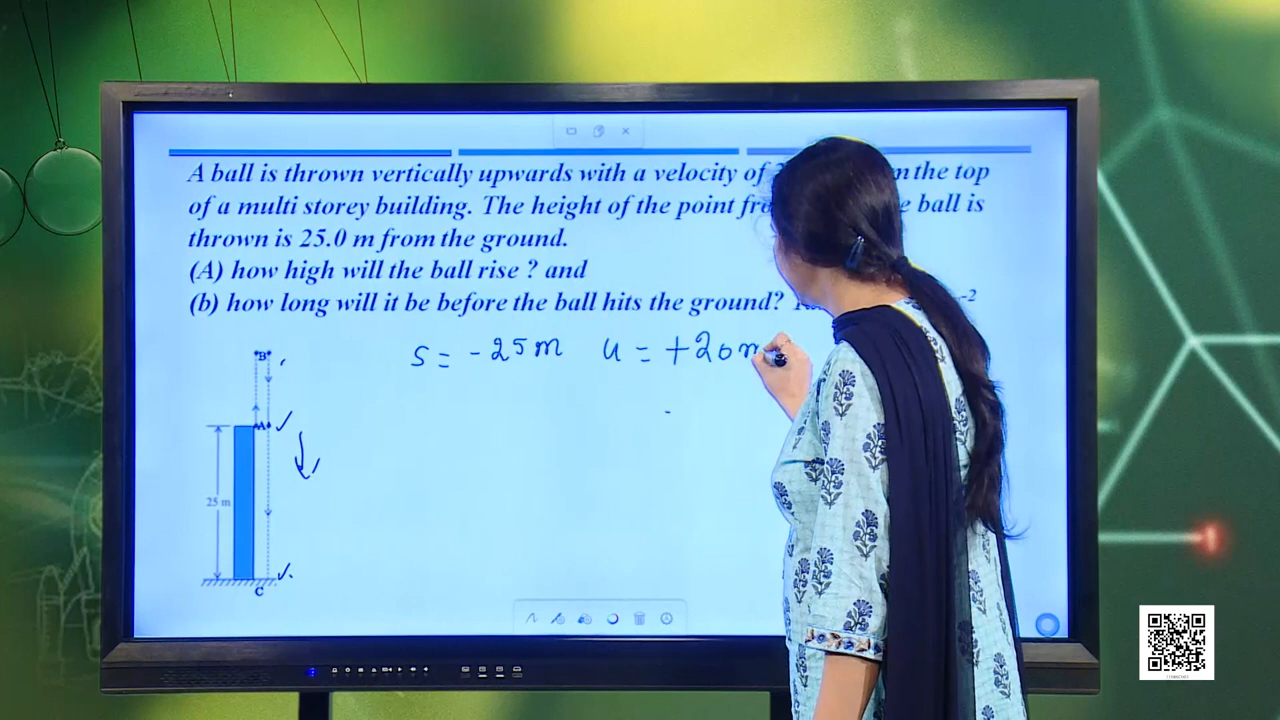 A ball is thrown vertically upwards with a velocity of the top
of a multi storey building. The height of the point ball is
thrown is 25.0 m from the ground.
(A) how high will the ball rise ? and
(b) how long will it be before the ball hits the ground?
-2
S = -25m u = +20m
B
A
25 m
C